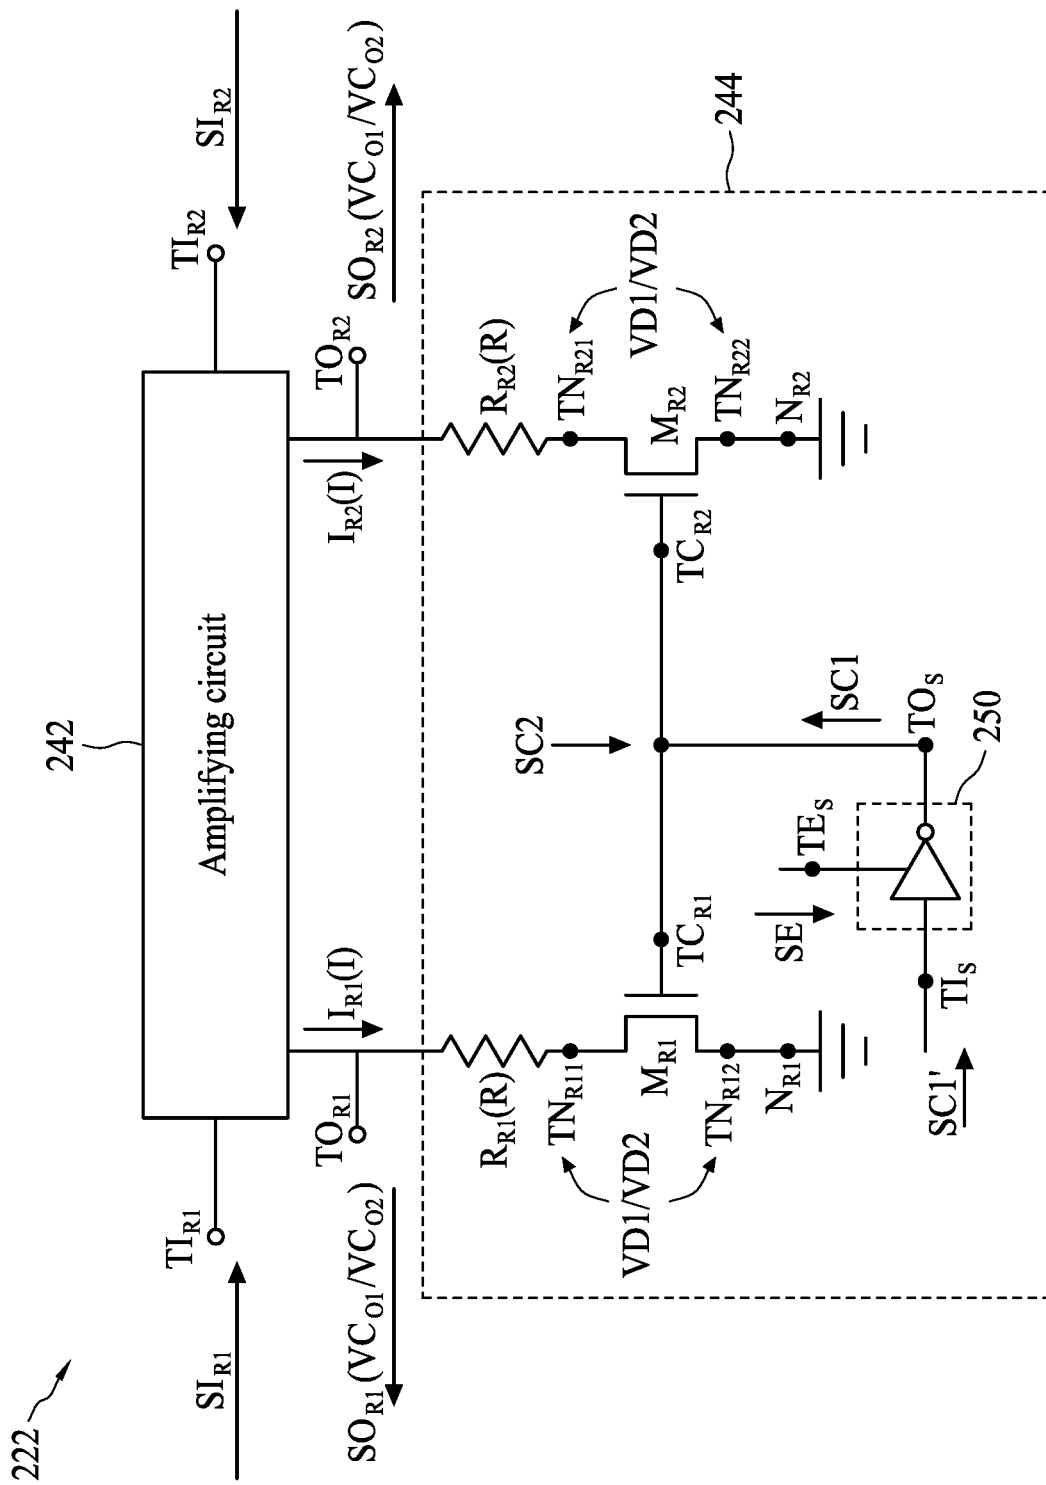 222
242
Amplifying circuit
SI_R1
TI_R1
TI_R2
SI_R2
SO_R1 (VC_O1/VC_O2)
TO_R1
I_R1(I)
I_R2(I)
TO_R2
SO_R2 (VC_O1/VC_O2)
244
R_R1(R)
R_R2(R)
TN_R11
TN_R21
VD1/VD2
M_R1
TC_R1
SC2
TC_R2
M_R2
VD1/VD2
TN_R12
TN_R22
N_R1
N_R2
SE
TE_S
SC1
TI_S
TO_S
SC1'
250